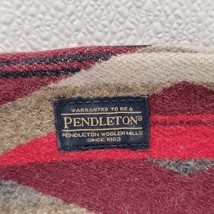 WARRANTED TO BE A
PENDLETON®
PENDLETON WOOLEN MILLS
SINCE 1863